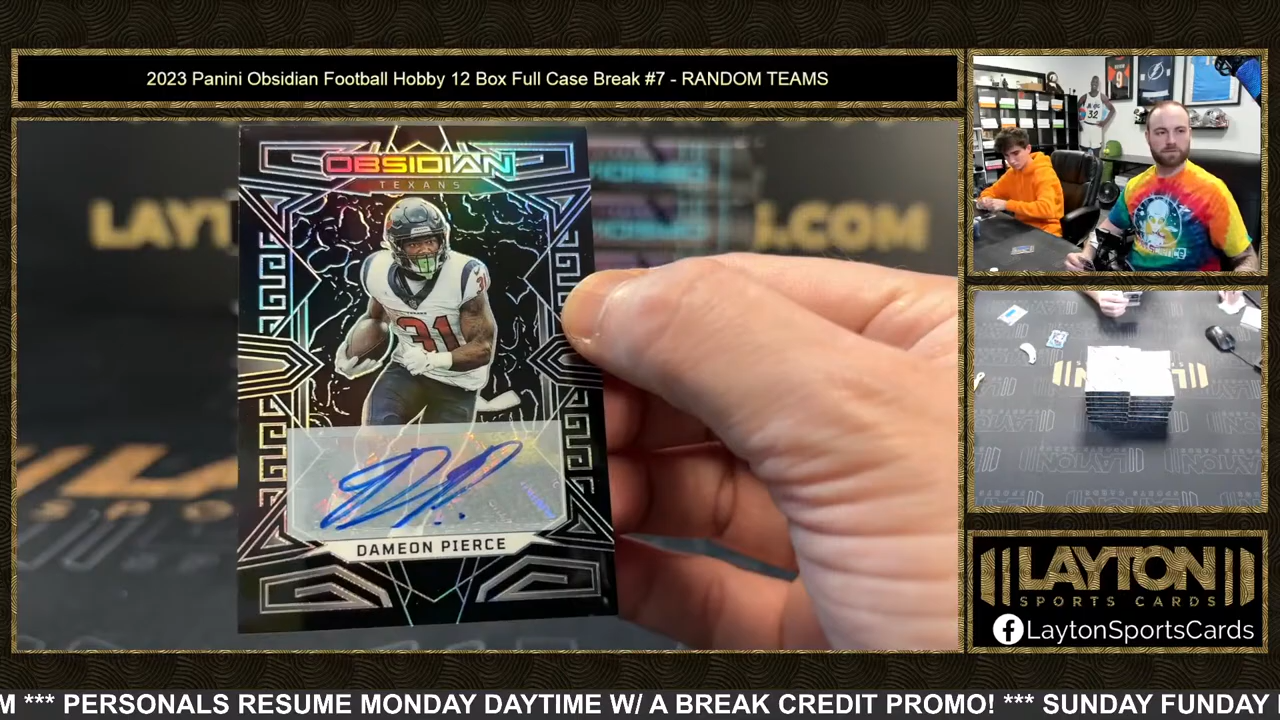 2023 Panini Obsidian Football Hobby 12 Box Full Case Break #7 - RANDOM TEAMS
OBSIDIAN
TEXANS
31
31
DAMEON PIERCE
LAYTON
SPORTS CARDS
LaytonSportsCards
M *** PERSONALS RESUME MONDAY DAYTIME W/ A BREAK CREDIT PROMO! *** SUNDAY FUNDAY